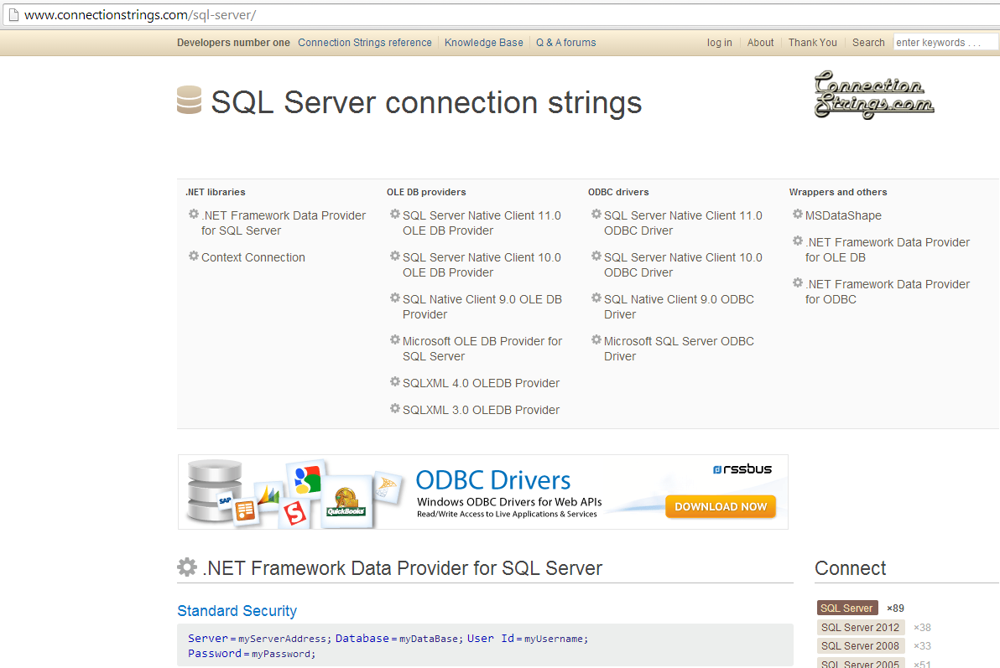 www.connectionstrings.com/sql-server/
Developers number one Connection Strings reference Knowledge Base Q & A forums log in About Thank You Search enter keywords . . .
SQL Server connection strings
Connection
Strings.com
.NET libraries
.NET Framework Data Provider
for SQL Server
Context Connection
OLE DB providers
SQL Server Native Client 11.0
OLE DB Provider
SQL Server Native Client 10.0
OLE DB Provider
SQL Native Client 9.0 OLE DB
Provider
Microsoft OLE DB Provider for
SQL Server
SQLXML 4.0 OLEDB Provider
SQLXML 3.0 OLEDB Provider
ODBC drivers
SQL Server Native Client 11.0
ODBC Driver
SQL Server Native Client 10.0
ODBC Driver
SQL Native Client 9.0 ODBC
Driver
Microsoft SQL Server ODBC
Driver
Wrappers and others
MSDataShape
.NET Framework Data Provider
for OLE DB
.NET Framework Data Provider
for ODBC
SAP
QuickBooks
ODBC Drivers
Windows ODBC Drivers for Web APIs
Read/Write Access to Live Applications & Services
rssbus
DOWNLOAD NOW
.NET Framework Data Provider for SQL Server
Standard Security
Server=myServerAddress; Database=myDataBase; User Id=myUsername;
Password=myPassword;
Connect
SQL Server ×89
SQL Server 2012 ×38
SQL Server 2008 ×33
SQL Server 2005 ×51